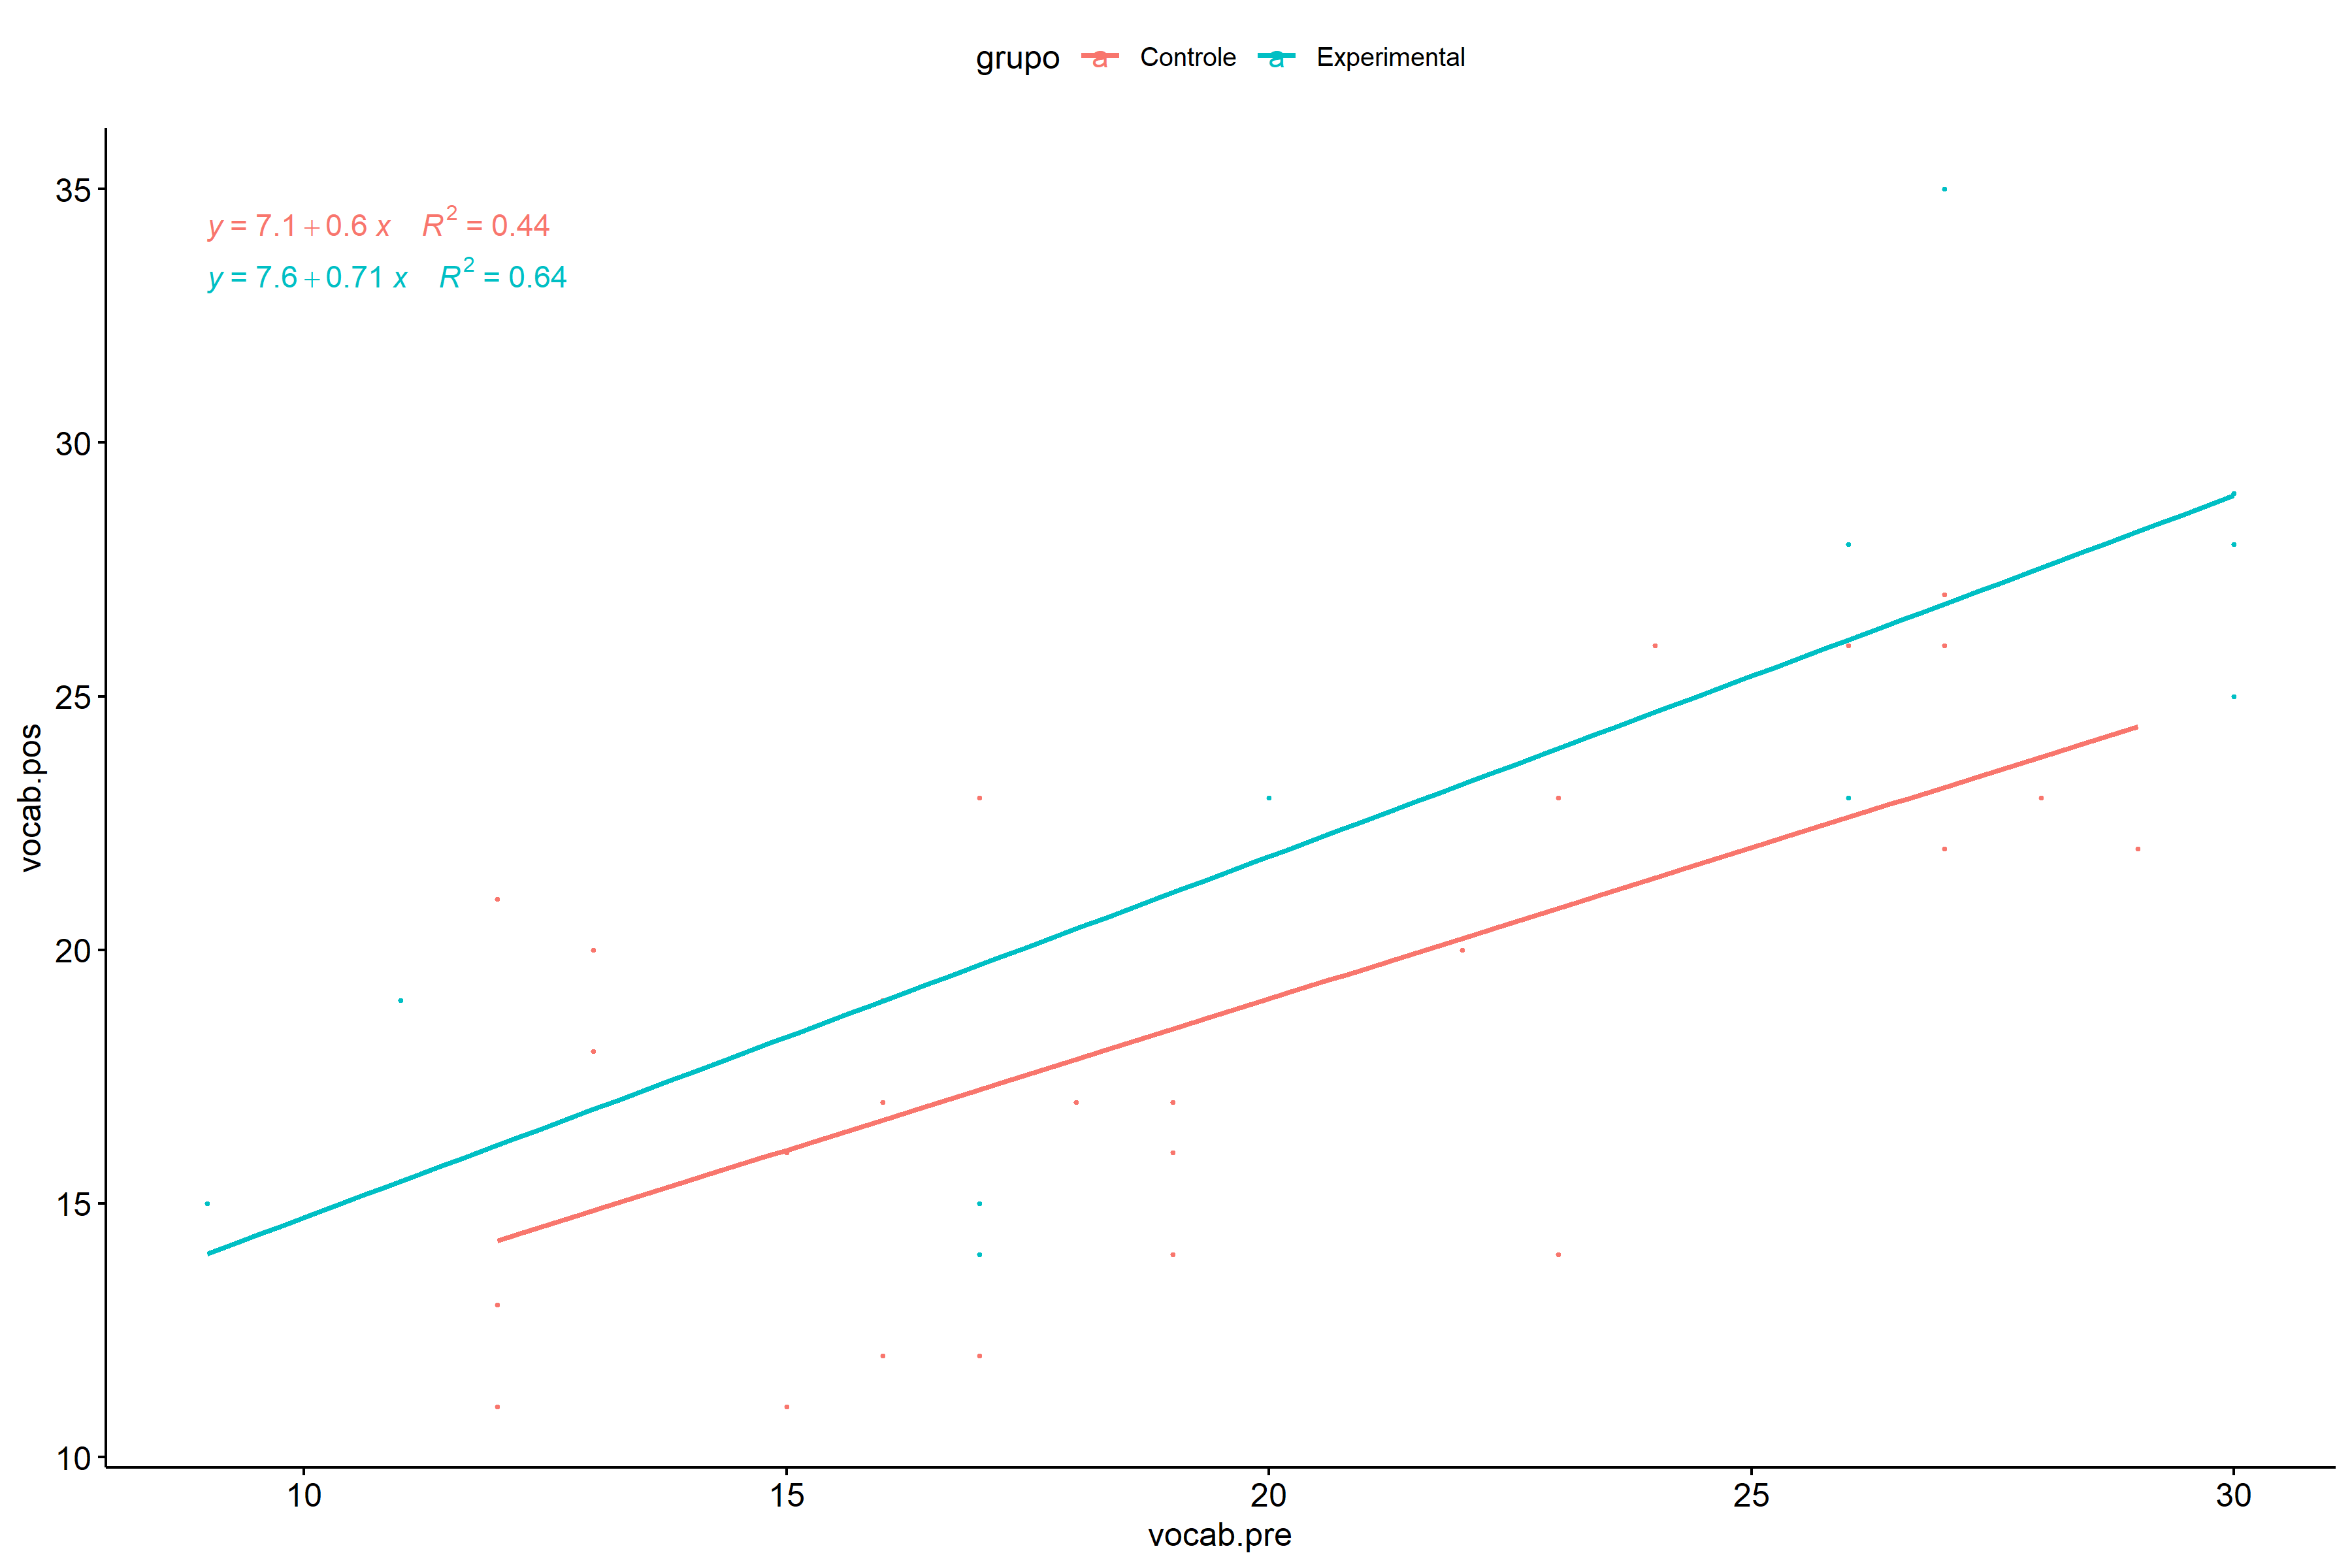 grupo a Controle a Experimental
y = 7.1 + 0.6 x R² = 0.44
y = 7.6 + 0.71 x R² = 0.64
35
30
25
20
15
10
vocab.pos
10 15 20 25 30
vocab.pre